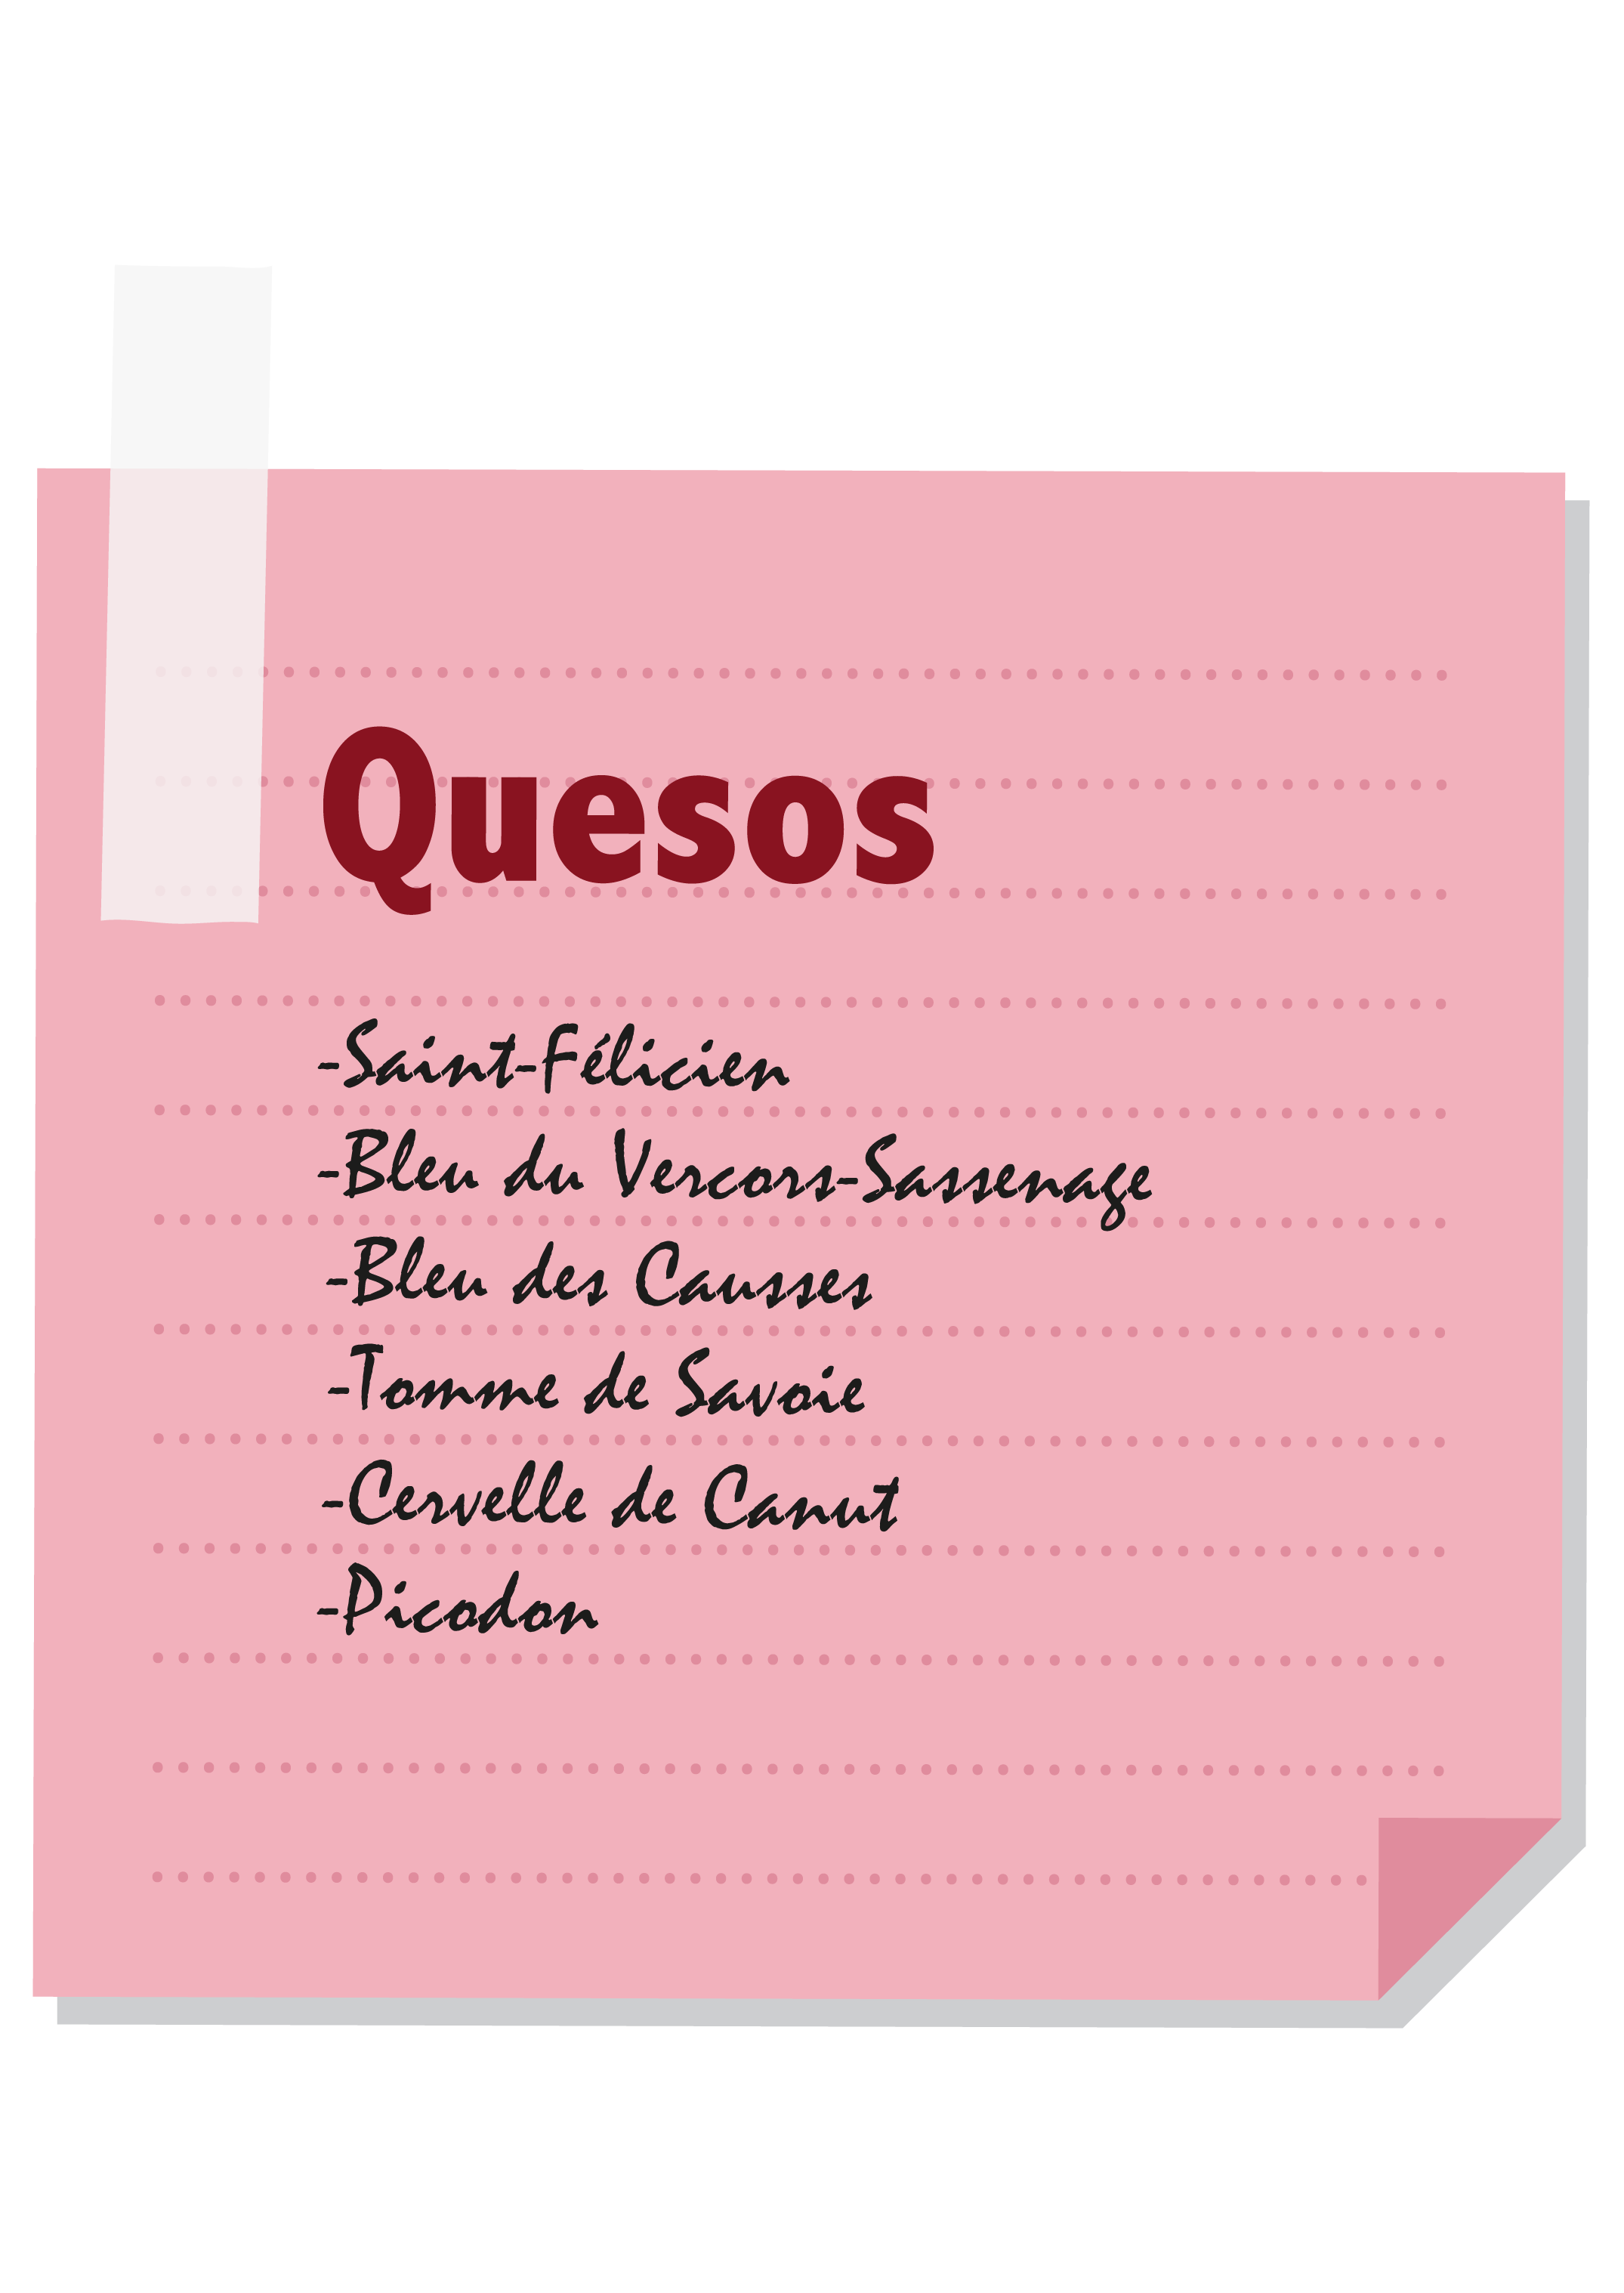 Quesos
-Saint-Félicien
-Bleu du Vercors-Sassenage
-Bleu des Causses
-Tomme de Savoie
-Cervelle de Canut
-Picodon